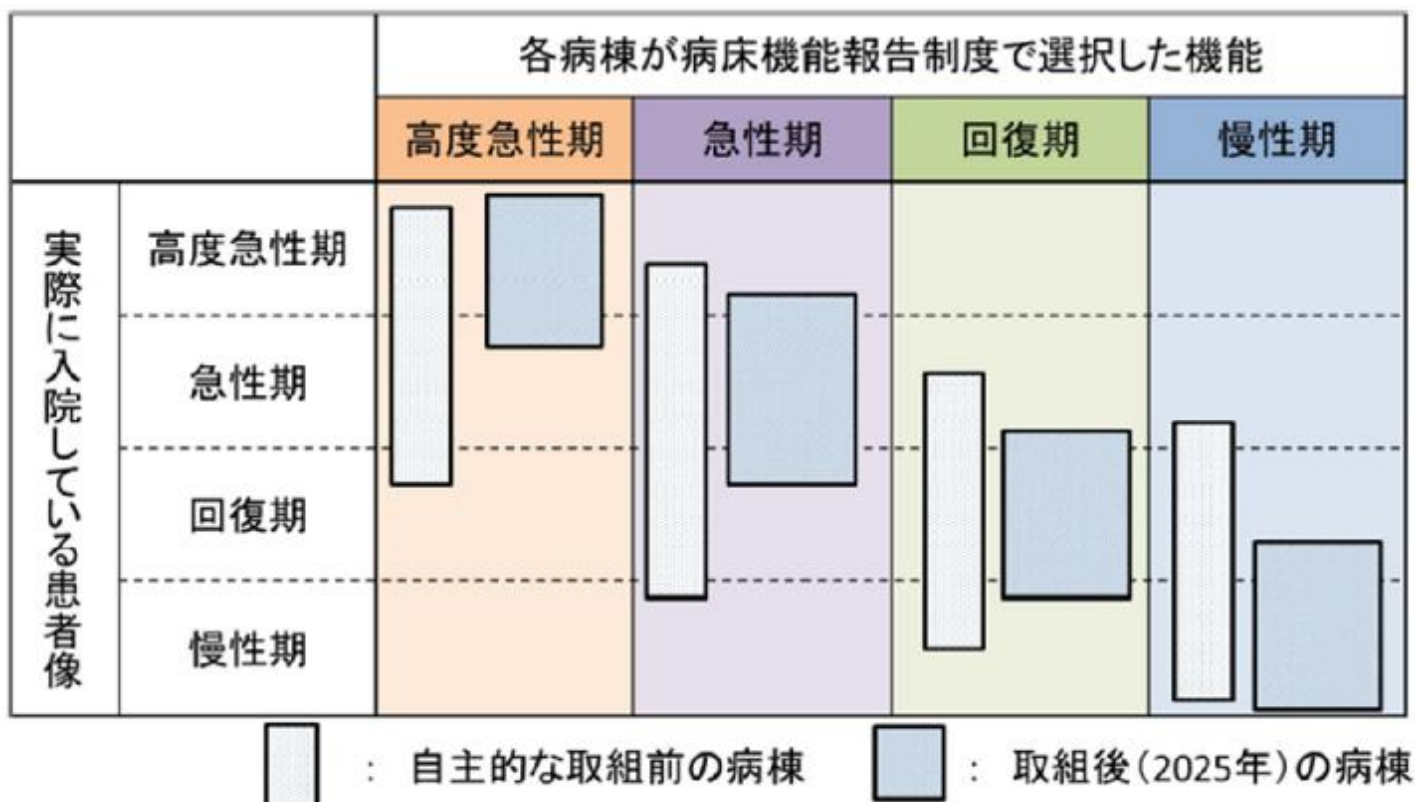 各病棟が病床機能報告制度で選択した機能
高度急性期
急性期
回復期
慢性期
実際に入院している患者像
高度急性期
急性期
回復期
慢性期
: 自主的な取組前の病棟
: 取組後(2025年)の病棟